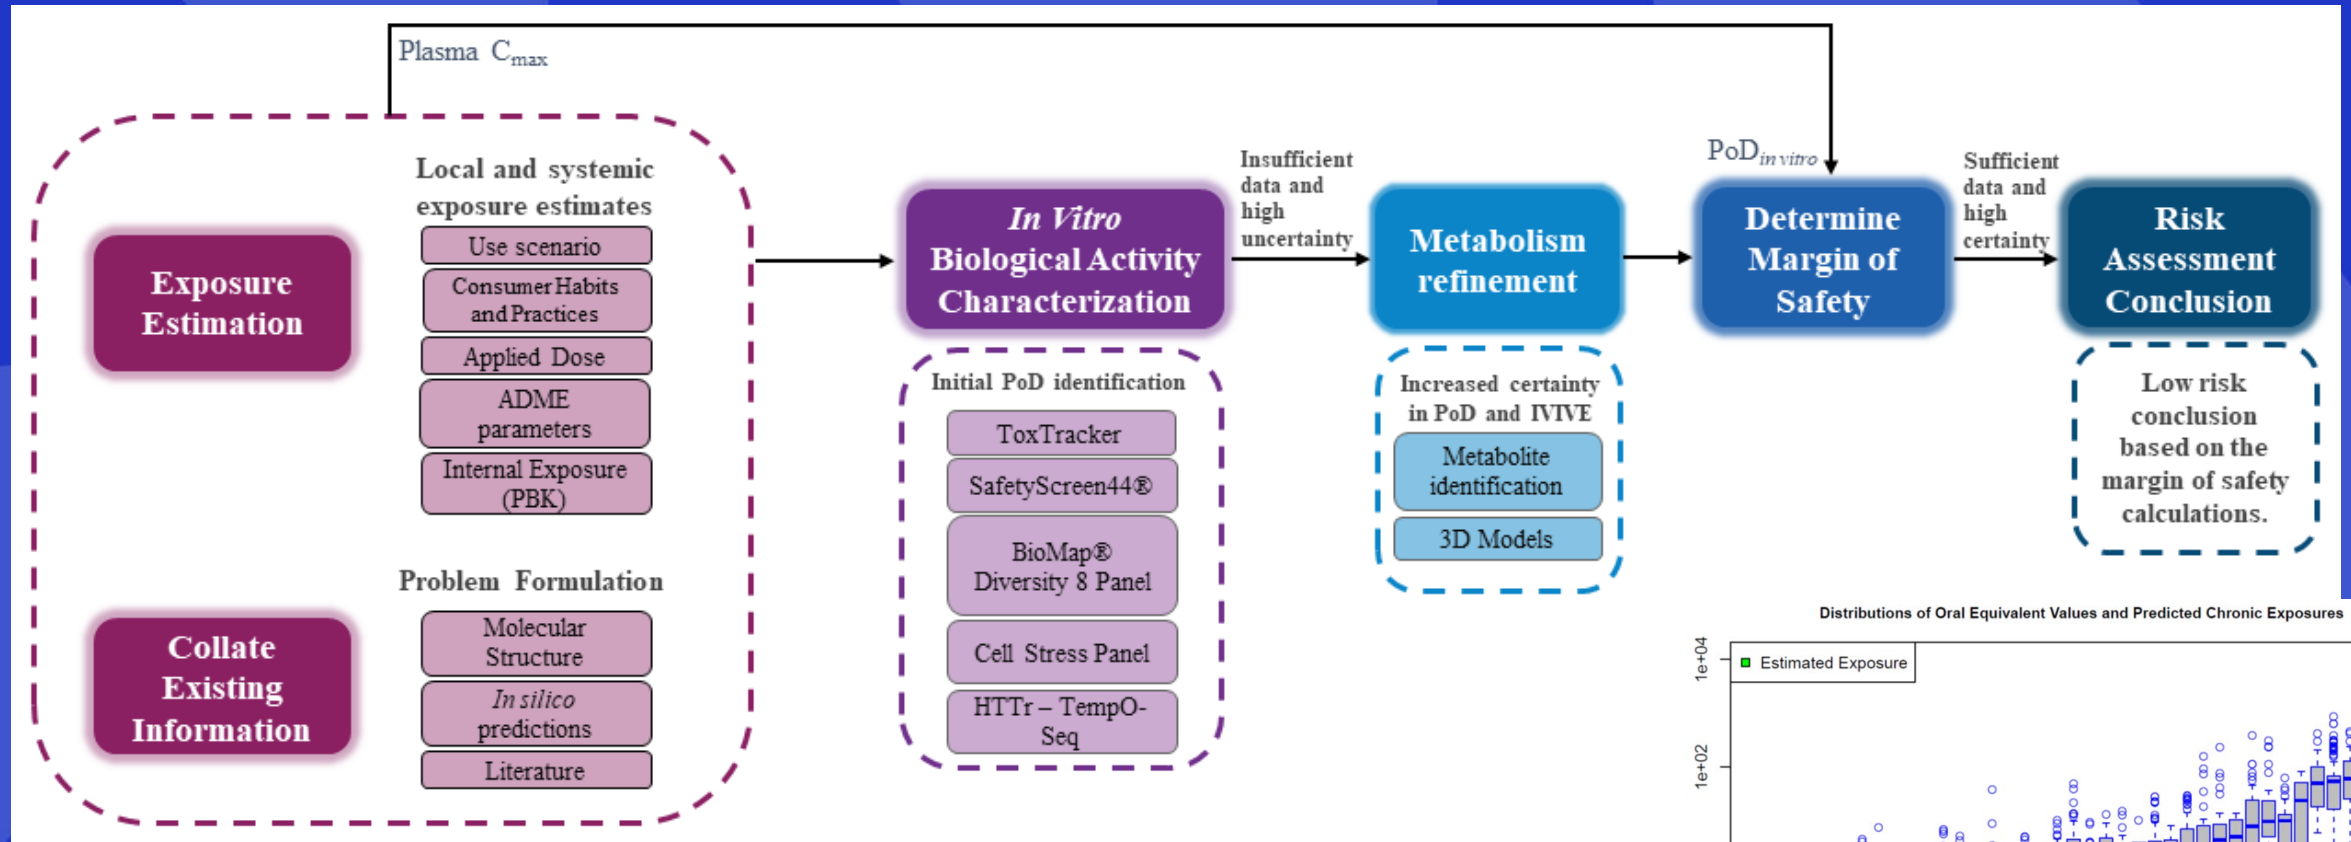 Plasma Cmax
Exposure
Estimation
Local and systemic
exposure estimates
Use scenario
Consumer Habits
and Practices
Applied Dose
ADME
parameters
Internal Exposure
(PBK)
Collate
Existing
Information
Problem Formulation
Molecular
Structure
In silico
predictions
Literature
In Vitro
Biological Activity
Characterization
Initial PoD identification
ToxTracker
SafetyScreen44®
BioMap®
Diversity 8 Panel
Cell Stress Panel
HTTr – TempO-
Seq
Insufficient
data and
high
uncertainty
Metabolism
refinement
Increased certainty
in PoD and IVIVE
Metabolite
identification
3D Models
PoDin vitro
Determine
Margin of
Safety
Sufficient
data and
high
certainty
Risk
Assessment
Conclusion
Low risk
conclusion
based on the
margin of safety
calculations.
Distributions of Oral Equivalent Values and Predicted Chronic Exposures
Estimated Exposure
1e+04
1e+02